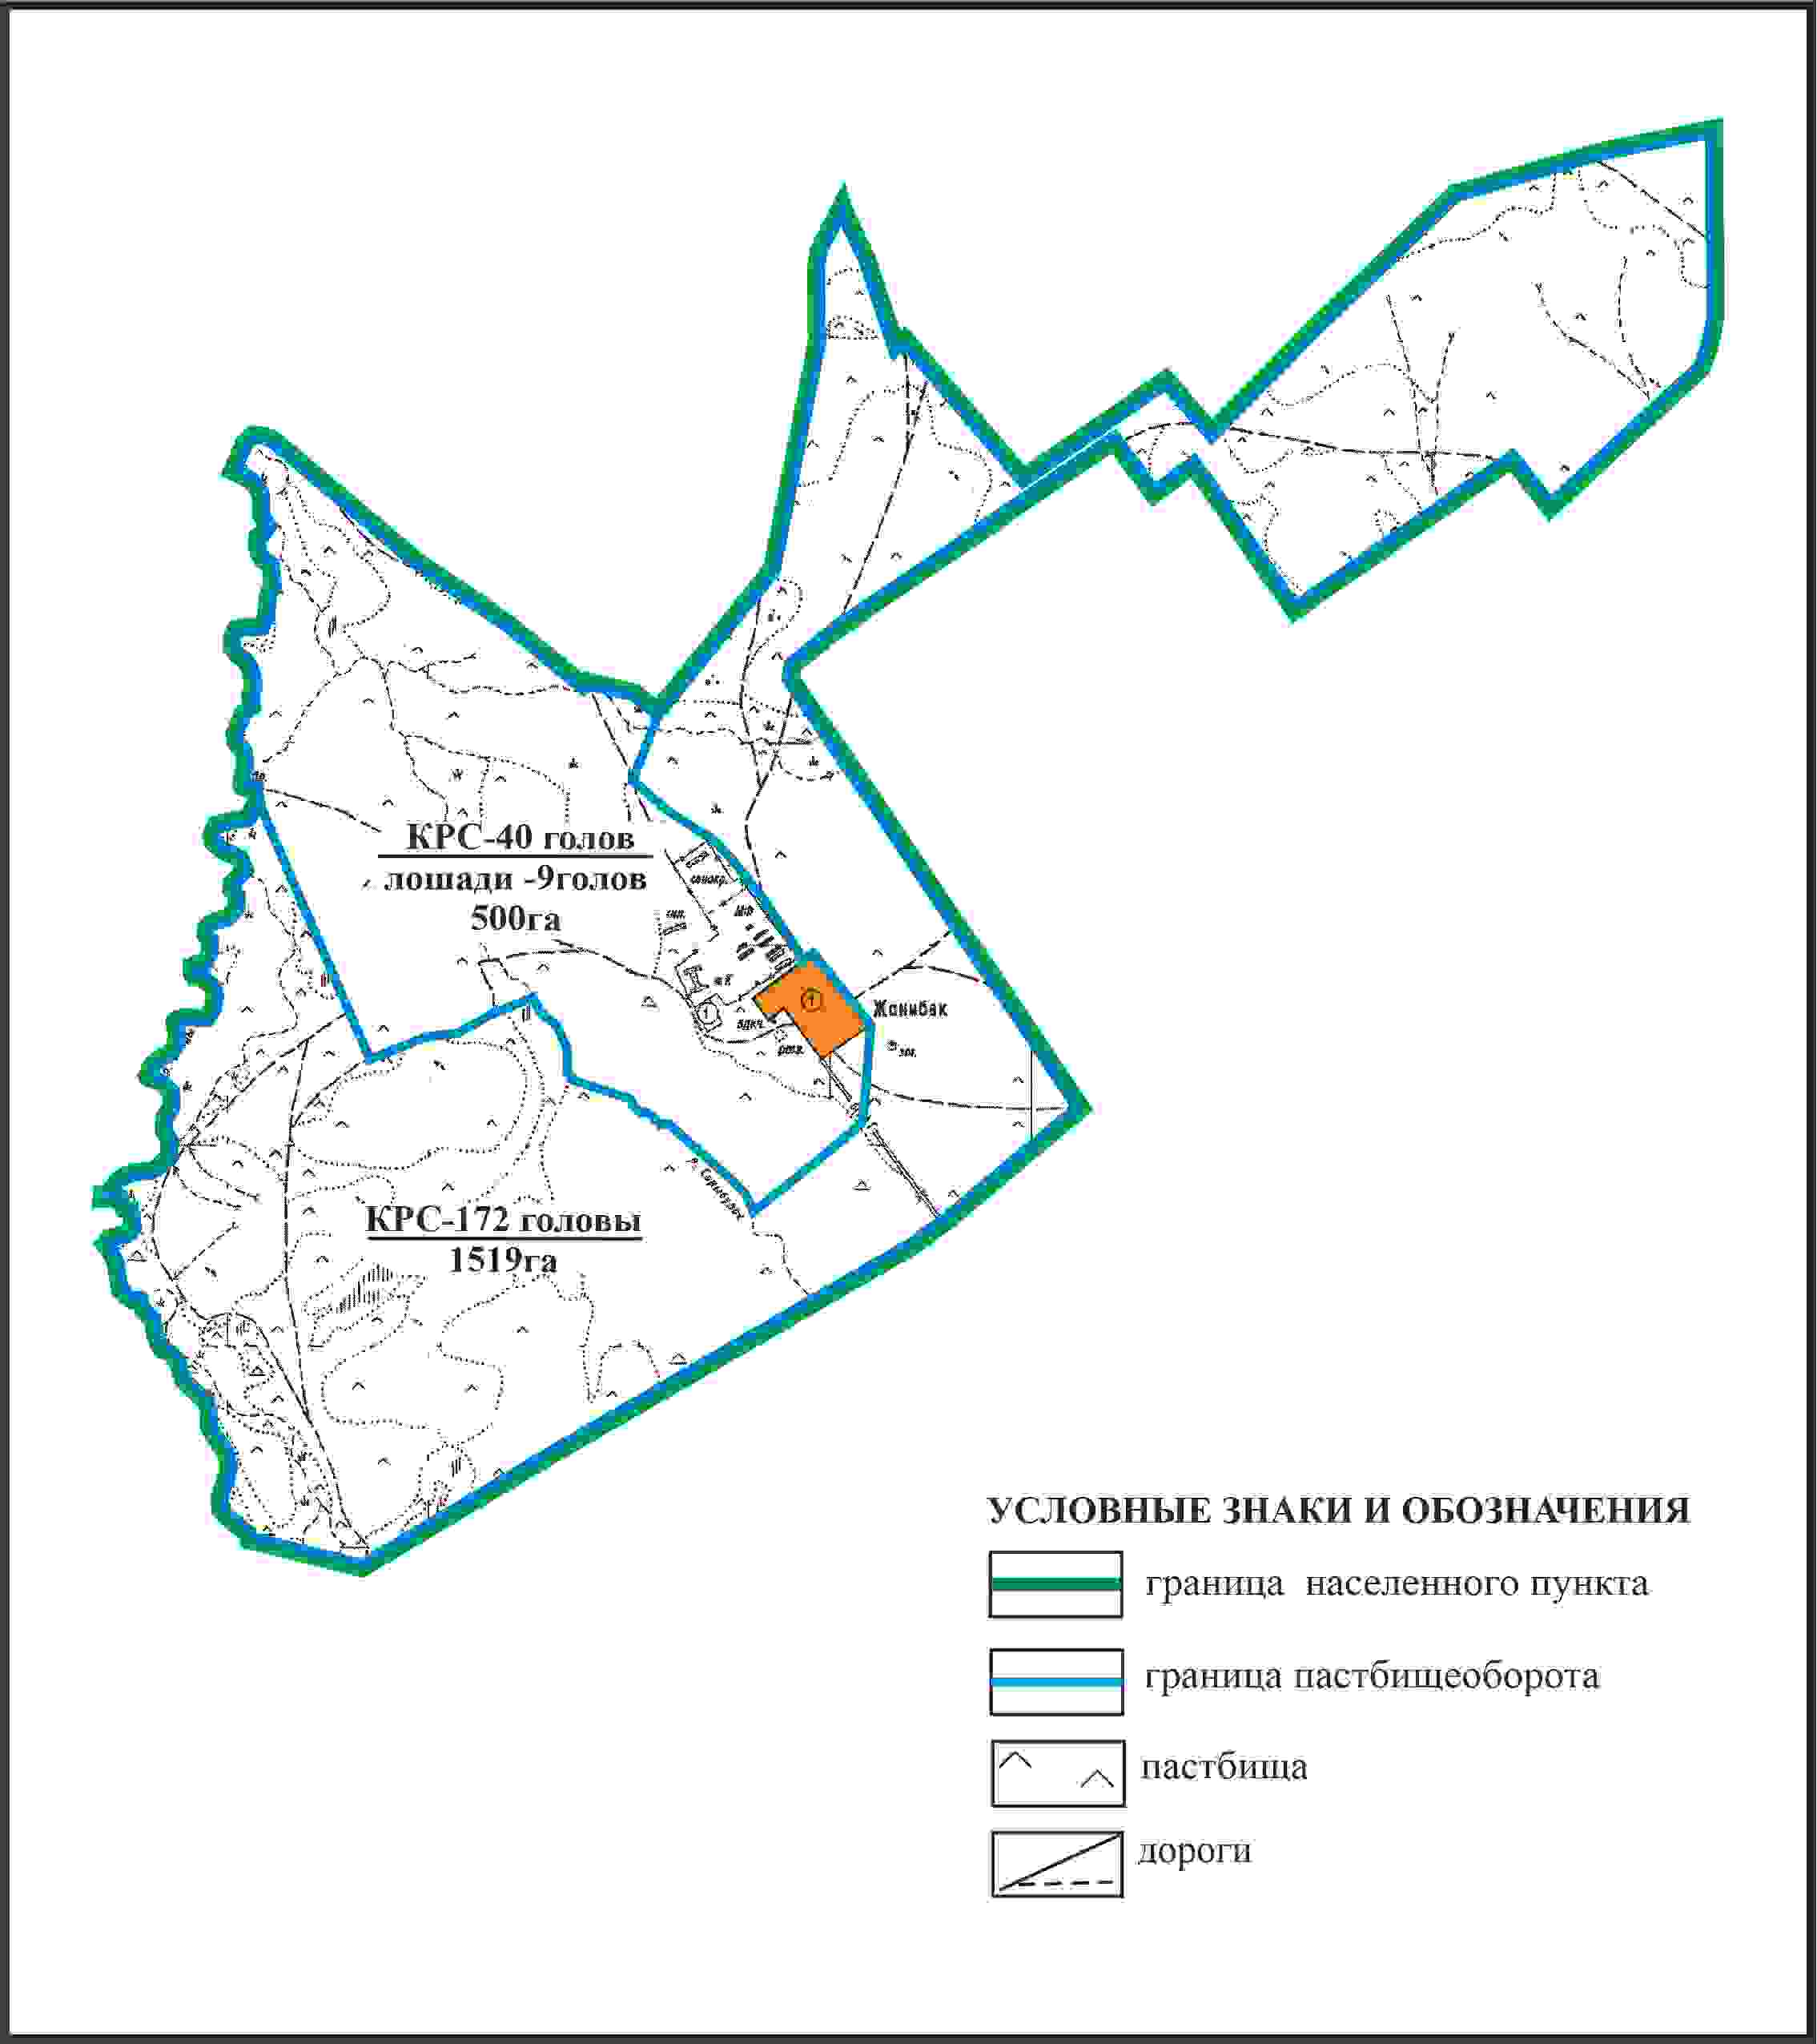 КРС-40 голов
лошади -9голов
500га
Жанибек
КРС-172 головы
1519га
УСЛОВНЫЕ ЗНАКИ И ОБОЗНАЧЕНИЯ
граница населенного пункта
граница пастбищеоборота
пастбища
дороги